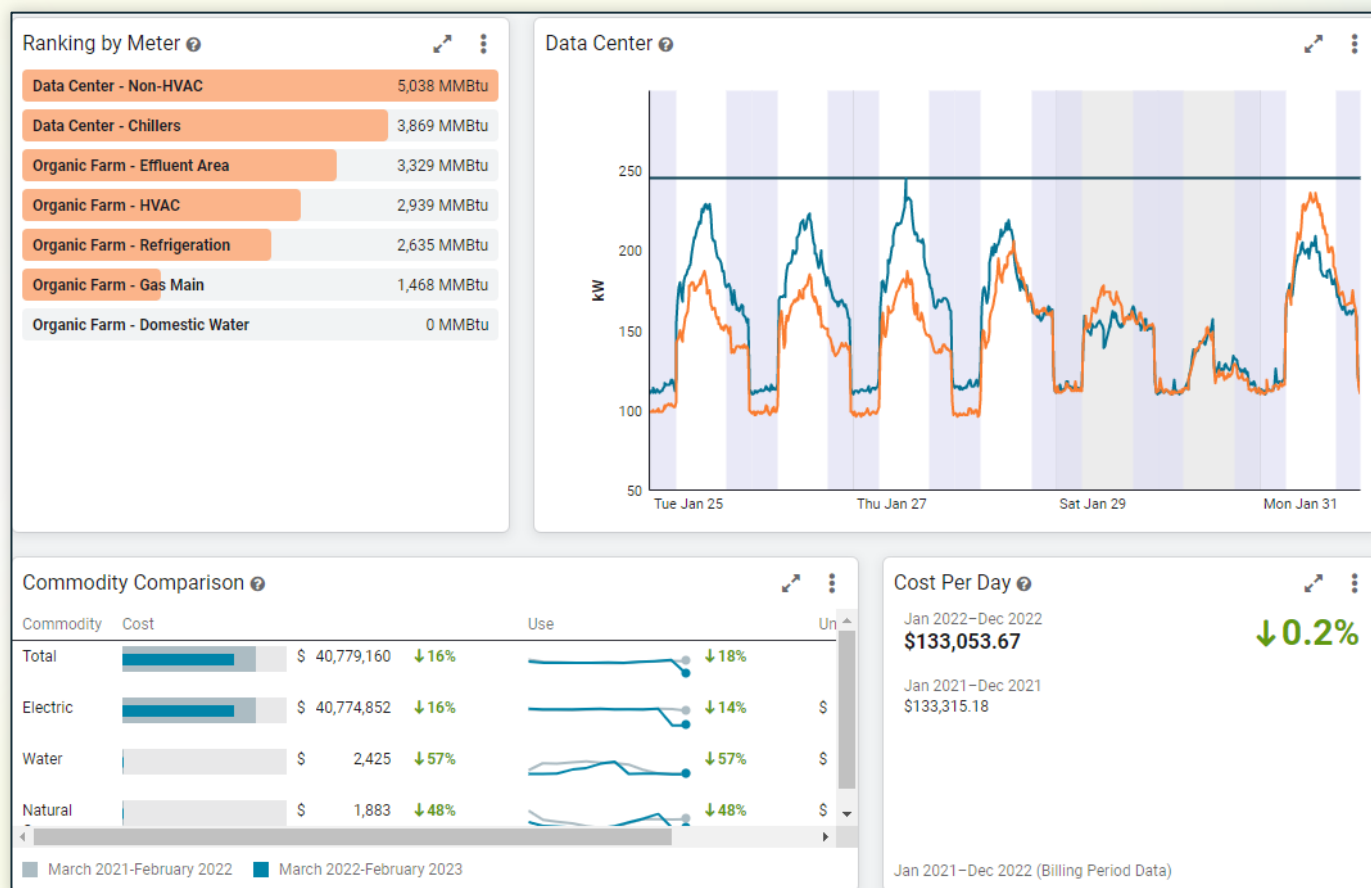 Ranking by Meter
Data Center - Non-HVAC 5,038 MMBtu
Data Center - Chillers 3,869 MMBtu
Organic Farm - Effluent Area 3,329 MMBtu
Organic Farm - HVAC 2,939 MMBtu
Organic Farm - Refrigeration 2,635 MMBtu
Organic Farm - Gas Main 1,468 MMBtu
Organic Farm - Domestic Water 0 MMBtu
Data Center
250
200
kW
150
100
50
Tue Jan 25 Thu Jan 27 Sat Jan 29 Mon Jan 31
Commodity Comparison
Commodity Cost Use Un
Total $ 40,779,160 ↓16% ↓18%
Electric $ 40,774,852 ↓16% ↓14% $
Water $ 2,425 ↓57% ↓57% $
Natural $ 1,883 ↓48% ↓48% $
March 2021-February 2022 March 2022-February 2023
Cost Per Day
Jan 2022–Dec 2022
$133,053.67 ↓0.2%
Jan 2021–Dec 2021
$133,315.18
Jan 2021–Dec 2022 (Billing Period Data)